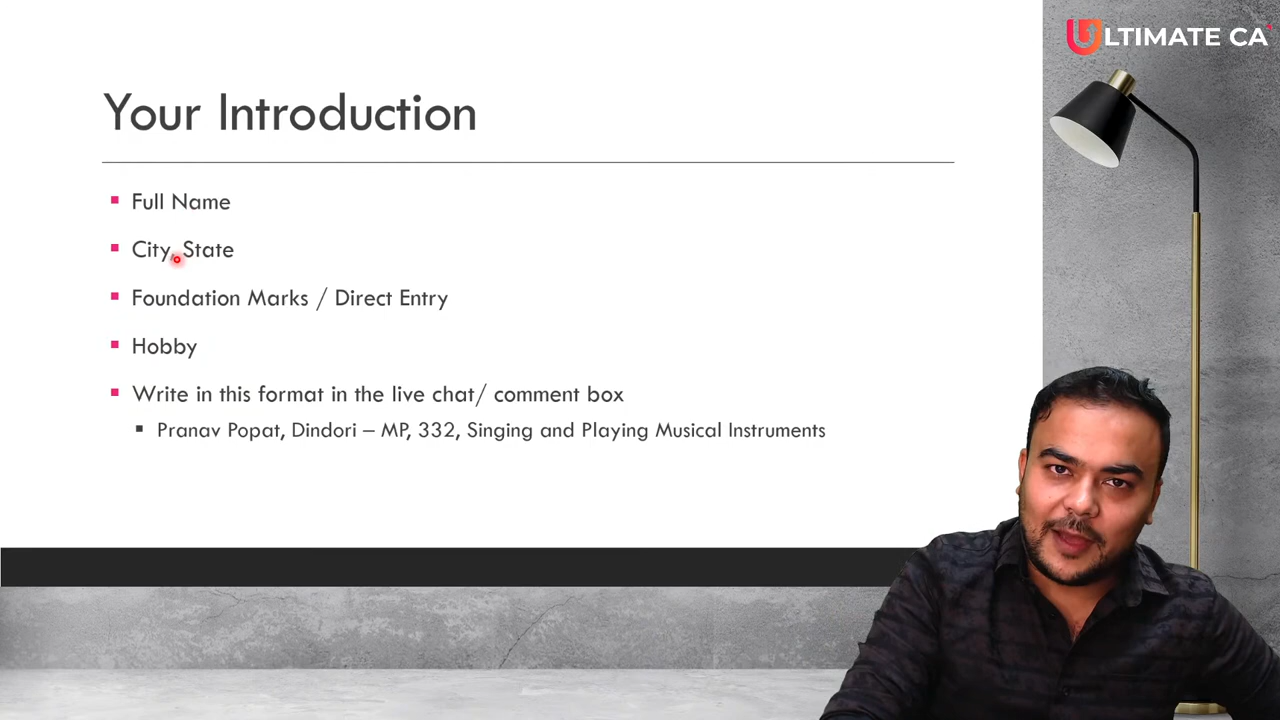 ULTIMATE CA
Your Introduction
Full Name
City, State
Foundation Marks / Direct Entry
Hobby
Write in this format in the live chat/ comment box
Pranav Popat, Dindori – MP, 332, Singing and Playing Musical Instruments